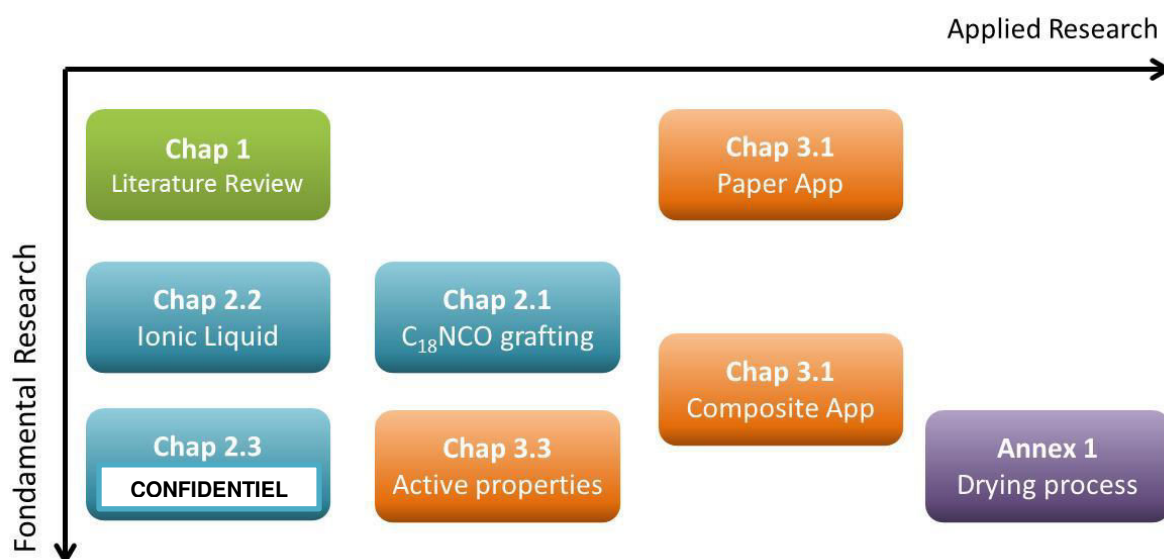 Applied Research
Fondamental Research
Chap 1
Literature Review
Chap 3.1
Paper App
Chap 2.2
Ionic Liquid
Chap 2.1
C₁₈NCO grafting
Chap 3.1
Composite App
Chap 2.3
CONFIDENTIEL
Chap 3.3
Active properties
Annex 1
Drying process